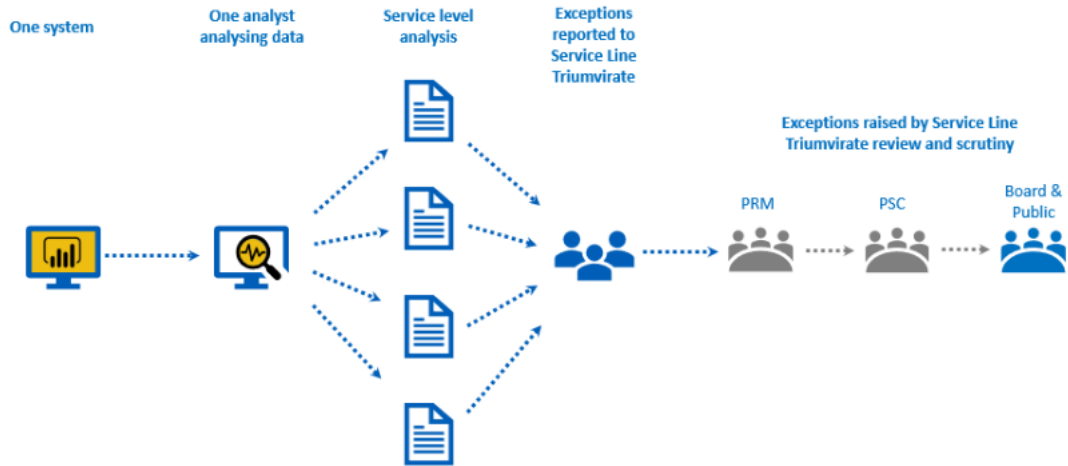 One system
One analyst
analysing data
Service level
analysis
Exceptions
reported to
Service Line
Triumvirate
Exceptions raised by Service Line
Triumvirate review and scrutiny
PRM
PSC
Board &
Public